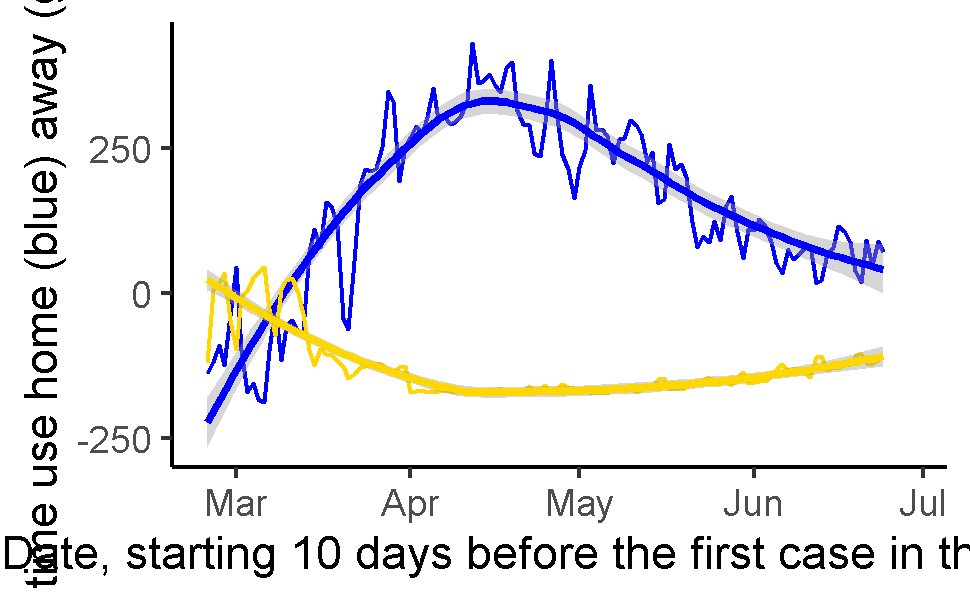 time use home (blue) away (
250
0
-250
Mar Apr May Jun Jul
Date, starting 10 days before the first case in th